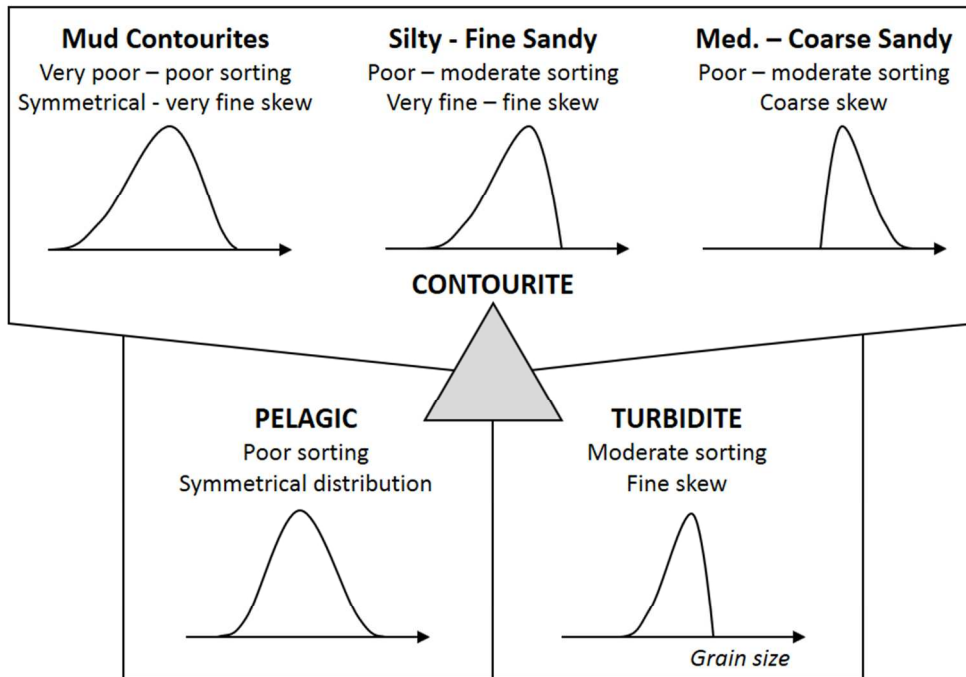 Mud Contourites
Very poor – poor sorting
Symmetrical - very fine skew
Silty - Fine Sandy
Poor – moderate sorting
Very fine – fine skew
Med. – Coarse Sandy
Poor – moderate sorting
Coarse skew
CONTOURITE
PELAGIC
Poor sorting
Symmetrical distribution
TURBIDITE
Moderate sorting
Fine skew
Grain size